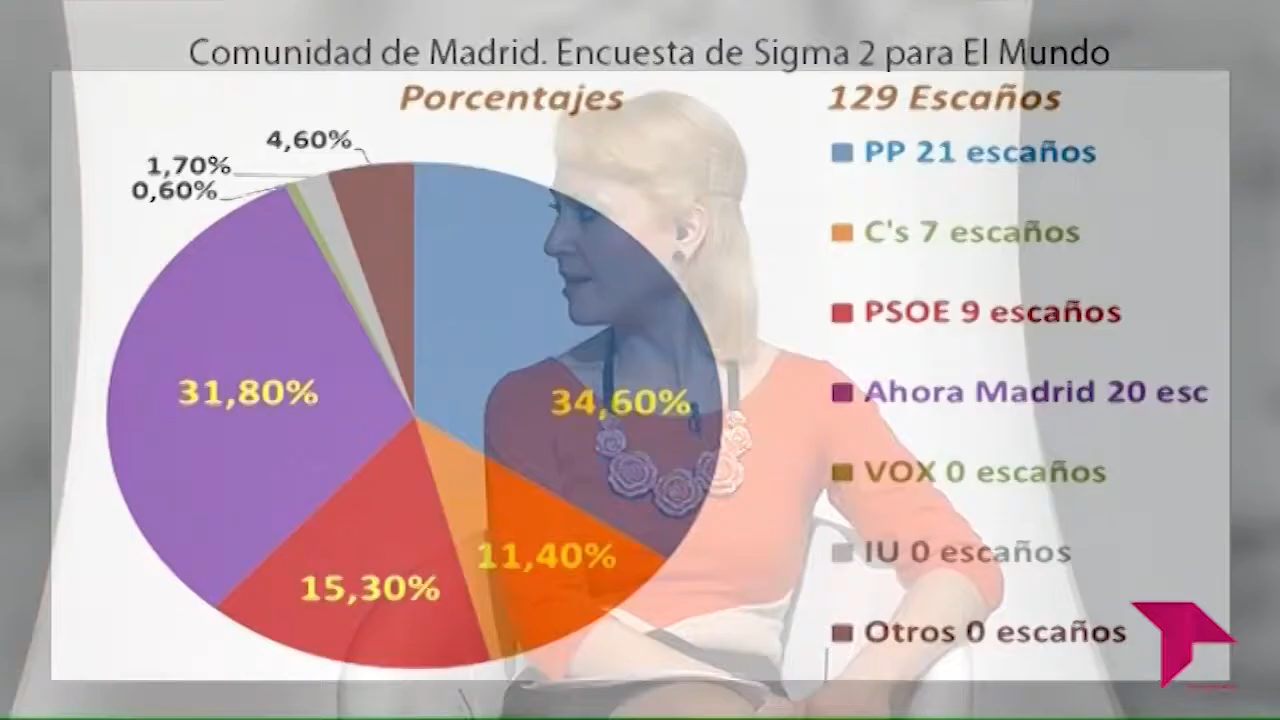 Comunidad de Madrid. Encuesta de Sigma 2 para El Mundo
Porcentajes
129 Escaños
4,60%
1,70%
0,60%
31,80%
34,60%
11,40%
15,30%
PP 21 escaños
C's 7 escaños
PSOE 9 escaños
Ahora Madrid 20 esc
VOX 0 escaños
IU 0 escaños
Otros 0 escaños